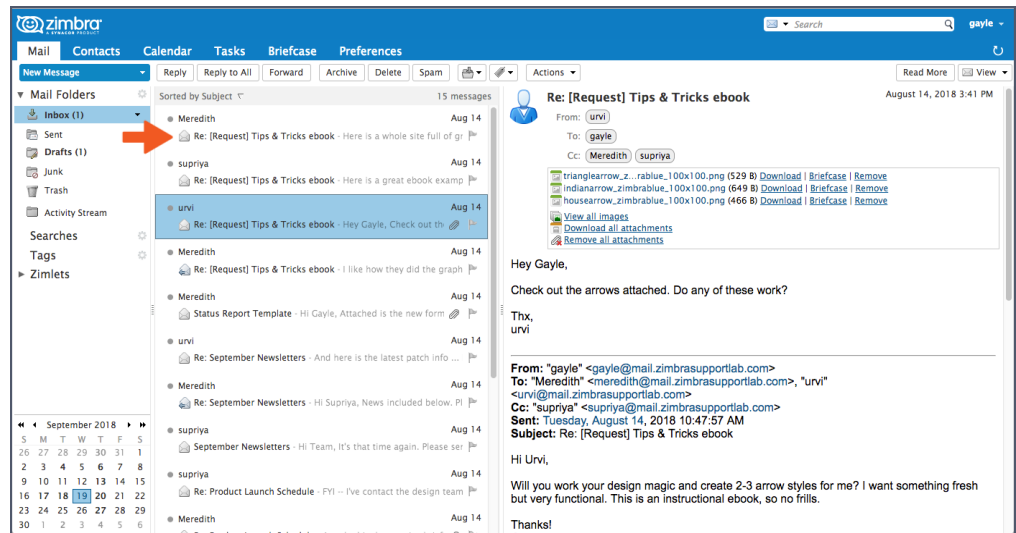 zimbra
A SYNACOR PRODUCT
Search
gayle
Mail Contacts Calendar Tasks Briefcase Preferences
New Message
Reply Reply to All Forward Archive Delete Spam Actions Read More View
Mail Folders
Inbox (1)
Sent
Drafts (1)
Junk
Trash
Activity Stream
Searches
Tags
Zimlets
September 2018
S M T W T F S
26 27 28 29 30 31 1
2 3 4 5 6 7 8
9 10 11 12 13 14 15
16 17 18 19 20 21 22
23 24 25 26 27 28 29
30 1 2 3 4 5 6
Sorted by Subject 15 messages
Meredith Aug 14
Re: [Request] Tips & Tricks ebook - Here is a whole site full of gr
supriya Aug 14
Re: [Request] Tips & Tricks ebook - Here is a great ebook examp
urvi Aug 14
Re: [Request] Tips & Tricks ebook - Hey Gayle, Check out th
Meredith Aug 14
Re: [Request] Tips & Tricks ebook - I like how they did the graph
Meredith Aug 14
Status Report Template - Hi Gayle, Attached is the new form
urvi Aug 14
Re: September Newsletters - And here is the latest patch info ...
Meredith Aug 14
Re: September Newsletters - Hi Supriya, News included below. Pl
supriya Aug 14
September Newsletters - Hi Team, It's that time again. Please ser
supriya Aug 14
Re: Product Launch Schedule - FYI -- I've contact the design team
Meredith Aug 14
Re: [Request] Tips & Tricks ebook August 14, 2018 3:41 PM
From: urvi
To: gayle
Cc: Meredith supriya
trianglearrow_z...rablue_100x100.png (529 B) Download | Briefcase | Remove
indianarrow_zimbrablue_100x100.png (649 B) Download | Briefcase | Remove
housearrow_zimbrablue_100x100.png (466 B) Download | Briefcase | Remove
View all images
Download all attachments
Remove all attachments
Hey Gayle,
Check out the arrows attached. Do any of these work?
Thx,
urvi
From: "gayle" <gayle@mail.zimbrasupportlab.com>
To: "Meredith" <meredith@mail.zimbrasupportlab.com>, "urvi"
<urvi@mail.zimbrasupportlab.com>
Cc: "supriya" <supriya@mail.zimbrasupportlab.com>
Sent: Tuesday, August 14, 2018 10:47:57 AM
Subject: Re: [Request] Tips & Tricks ebook
Hi Urvi,
Will you work your design magic and create 2-3 arrow styles for me? I want something fresh
but very functional. This is an instructional ebook, so no frills.
Thanks!